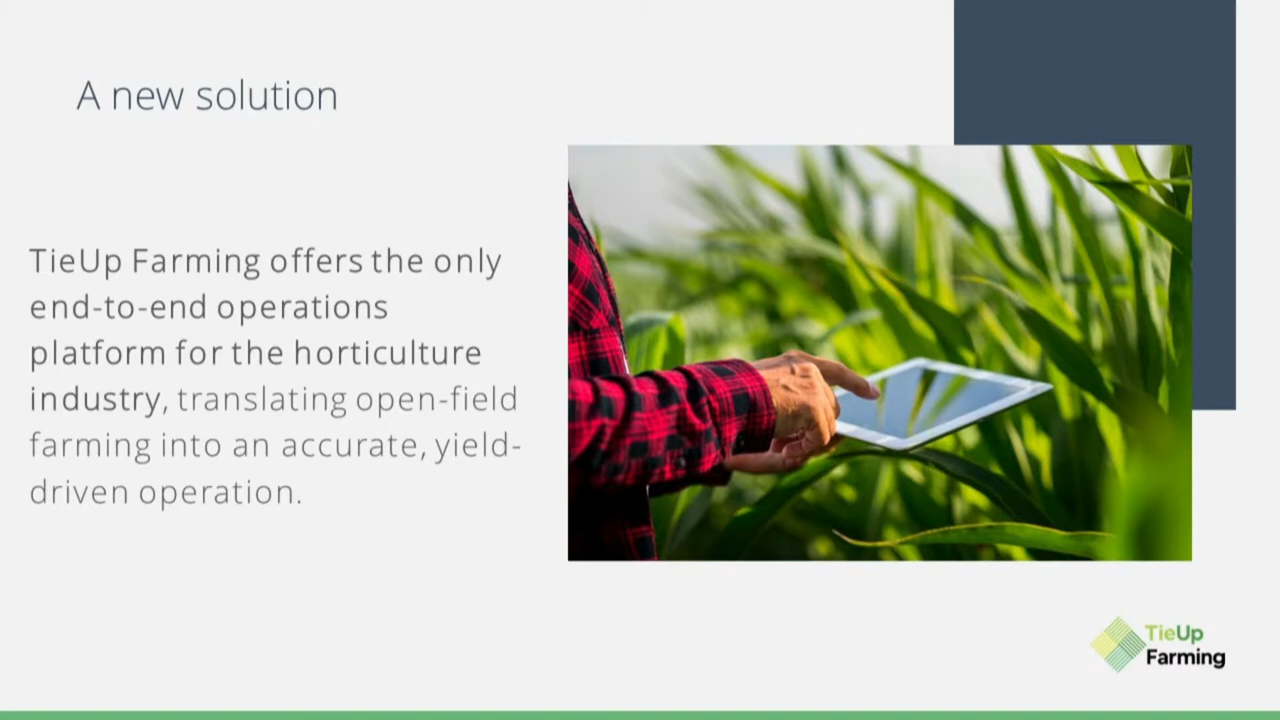 A new solution
TieUp Farming offers the only
end-to-end operations
platform for the horticulture
industry, translating open-field
farming into an accurate, yield-
driven operation.
TieUp
Farming